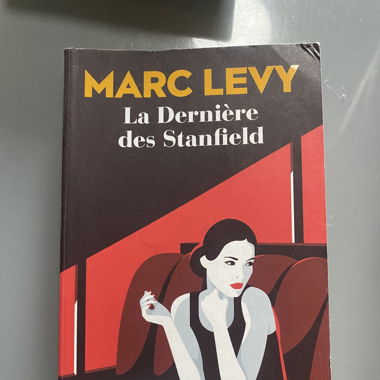 MARC LEVY
La Dernière
des Stanfield